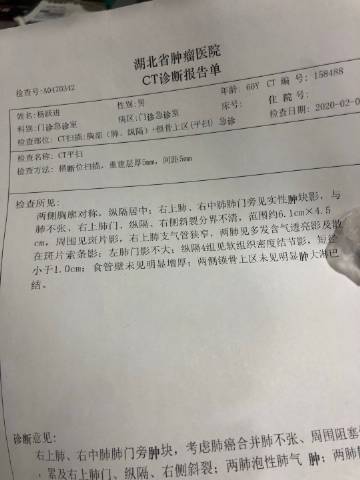 湖北省肿瘤医院
CT诊断报告单
检查号: A0470342
年龄: 60Y CT 编号: 158488
姓名: 杨跃进 性别: 男 床号: 住院号:
科别: 门诊急诊室 病区: 门诊急诊室 检查日期: 2020-02-0
检查部位: CT扫描: 胸部（肺、纵隔）+锁骨上区(平扫) 急诊
检查名称: CT平扫
检查方法: 横断位扫描，重建层厚5mm，间距5mm
检查所见:
两侧胸廓对称，纵隔居中；右上肺、右中肺肺门旁见实性肿块影，与
肺不张、右上肺门、纵隔、右侧斜裂分界不清，范围约6.1cm×4.5
cm，周围见斑片影，右上肺支气管狭窄，两肺见多发含气透亮影及散
在斑片索条影；左肺门影不大；纵隔4组见软组织密度结节影，短径
小于1.0cm；食管壁未见明显增厚；两侧锁骨上区未见明显肿大淋巴
结。
诊断意见:
右上肺、右中肺肺门旁肿块，考虑肺癌合并肺不张、周围阻塞
，累及右上肺门、纵隔、右侧斜裂；两肺泡性肺气肿；两肺